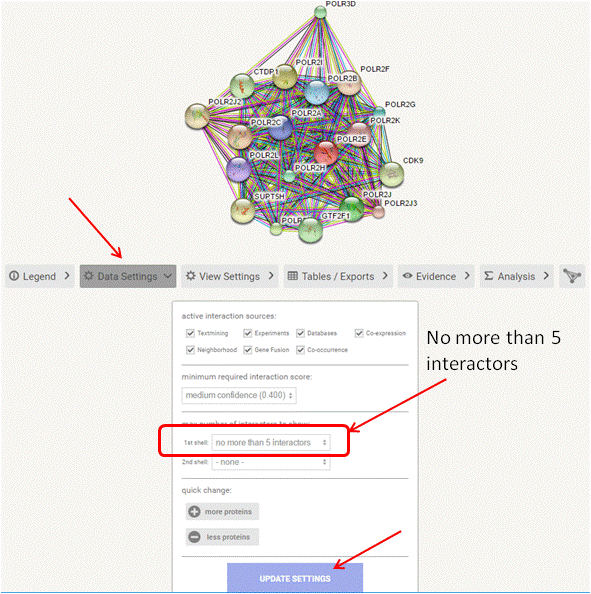 POLR3D
POLR2I
CTDP1
POLR2F
POLR2B
POLR2J2
POLR2G
POLR2A
POLR2C
POLR2K
POLR2E
POLR2L
CDK9
POLR2H
SUPT5H
POLR2J
POLR2J3
GTF2F1
Legend Data Settings View Settings Tables / Exports Evidence Analysis
active interaction sources:
Textmining Experiments Databases Co-expression
Neighborhood Gene Fusion Co-occurrence
No more than 5
interactors
minimum required interaction score:
medium confidence (0.400)
max number of interactors to show:
1st shell: no more than 5 interactors
2nd shell: - none -
quick change:
more proteins
less proteins
UPDATE SETTINGS